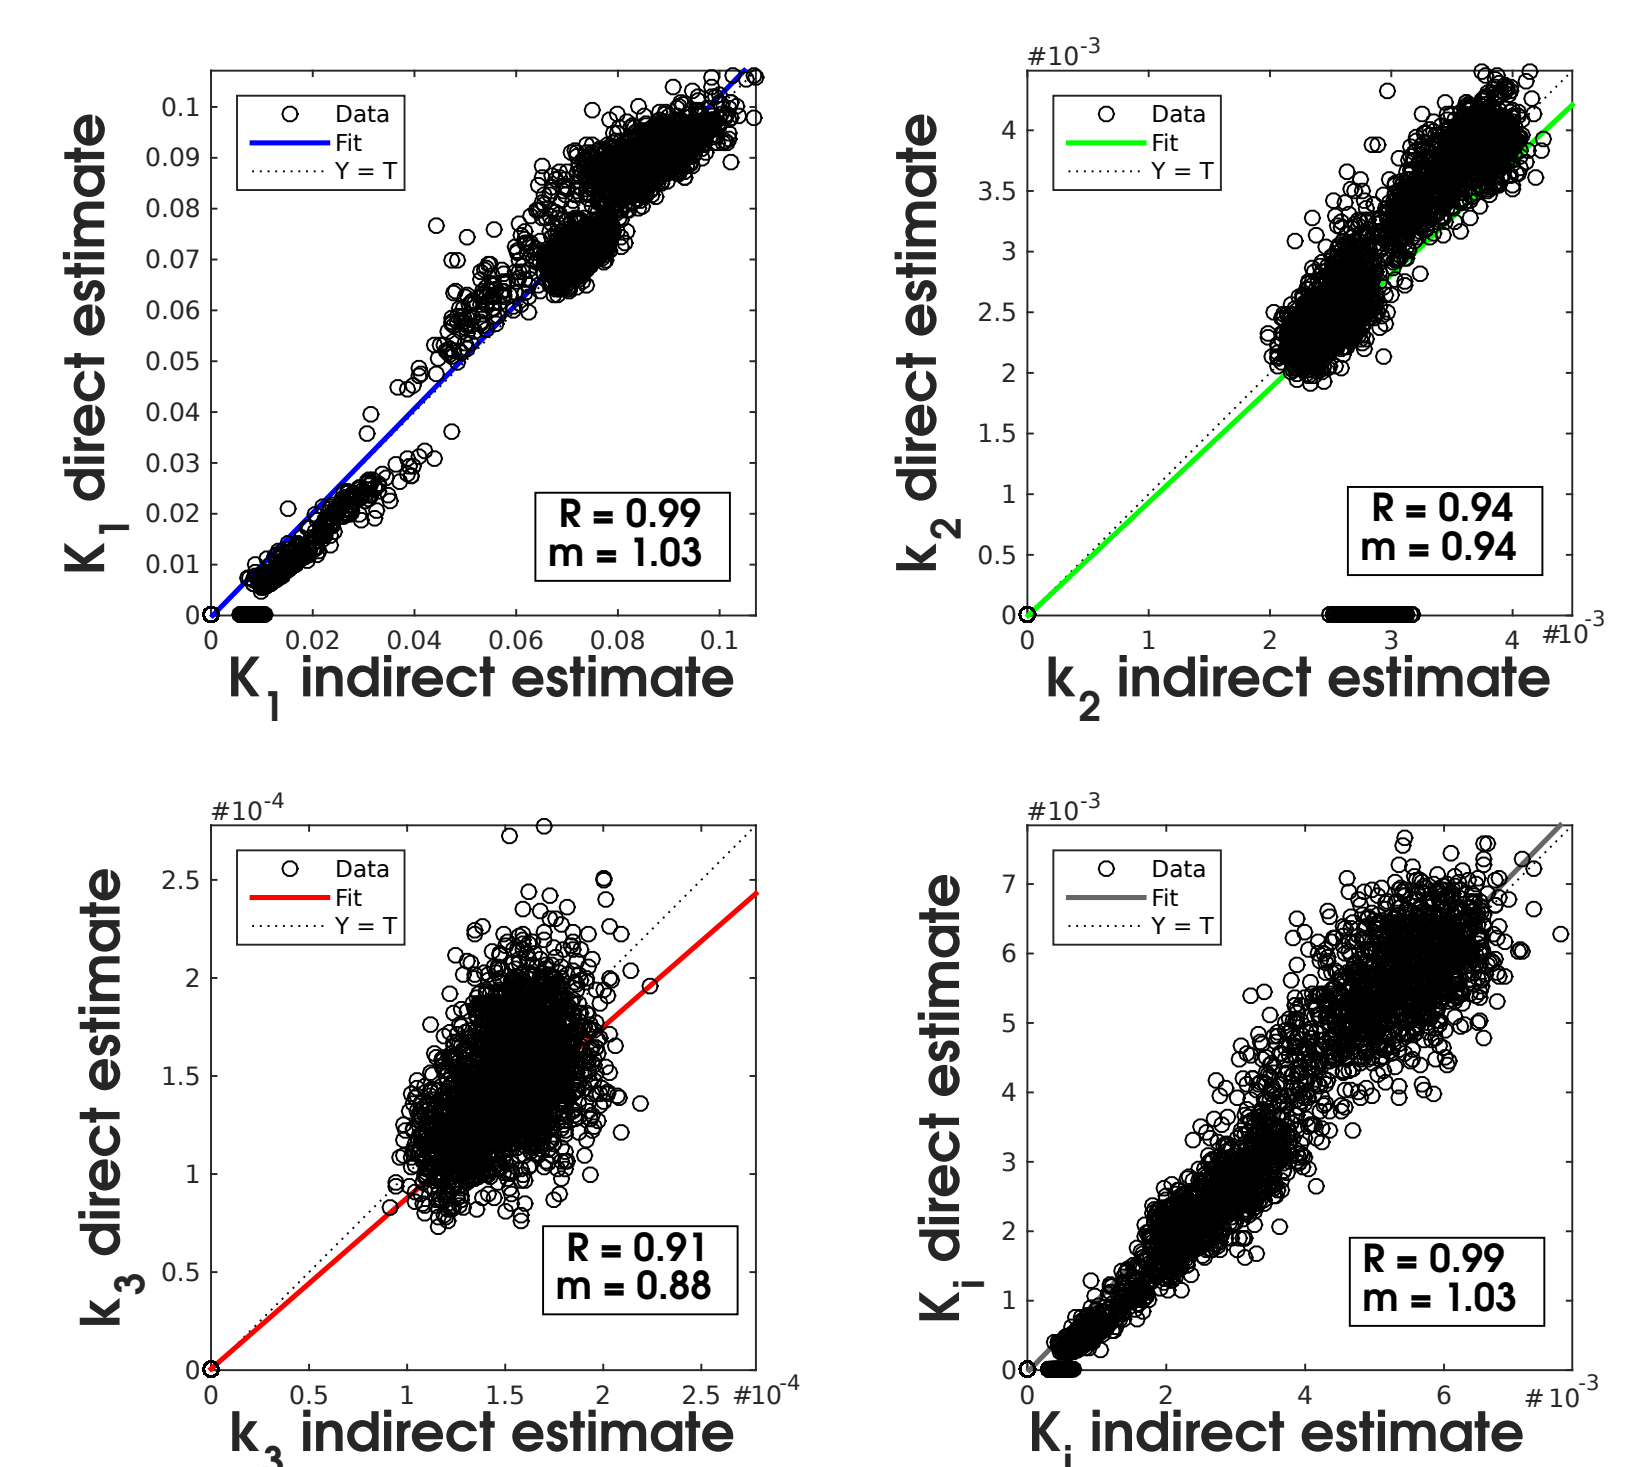 Data
Fit
Y = T
0.1
0.09
0.08
0.07
0.06
0.05
0.04
0.03
0.02
0.01
0
K1 direct estimate
R = 0.99
m = 1.03
0 0.02 0.04 0.06 0.08 0.1
K1 indirect estimate
#10-3
Data
Fit
Y = T
4
3.5
3
2.5
2
1.5
1
0.5
0
k2 direct estimate
R = 0.94
m = 0.94
0 1 2 3 4 #10-3
k2 indirect estimate
#10-4
Data
Fit
Y = T
2.5
2
1.5
1
0.5
0
k3 direct estimate
R = 0.91
m = 0.88
0 0.5 1 1.5 2 2.5 #10-4
k3 indirect estimate
#10-3
Data
Fit
Y = T
7
6
5
4
3
2
1
0
Ki direct estimate
R = 0.99
m = 1.03
0 2 4 6 #10-3
Ki indirect estimate